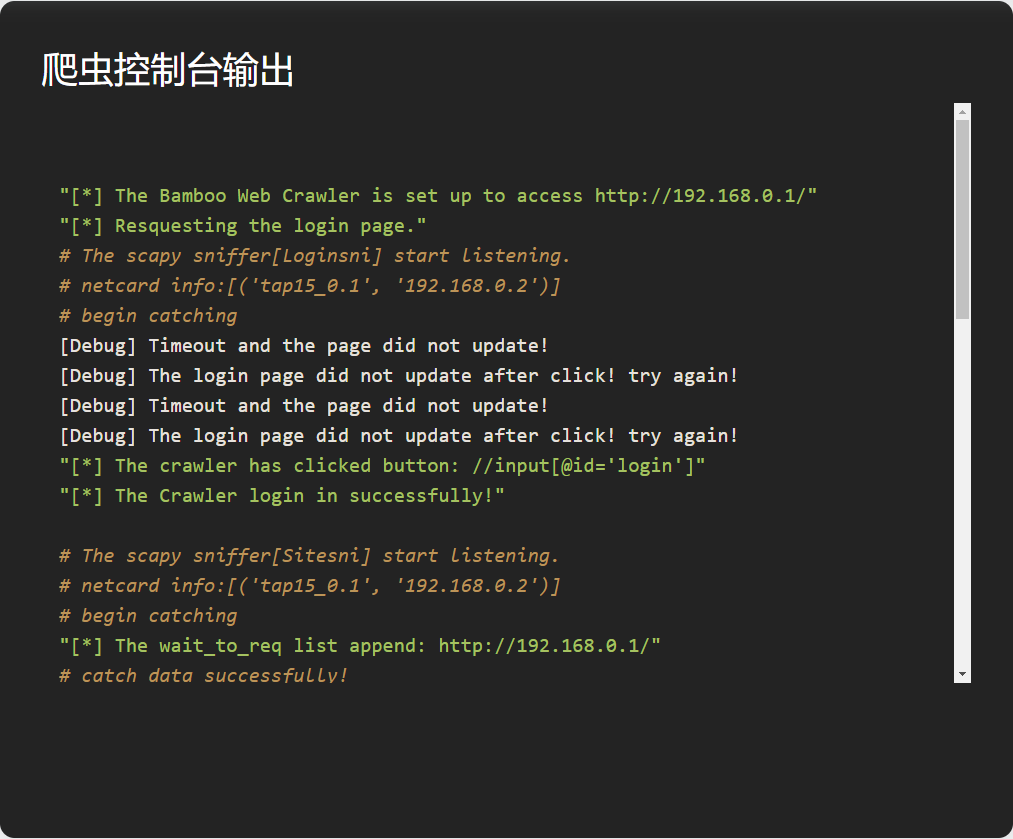 爬虫控制台输出
"[*] The Bamboo Web Crawler is set up to access http://192.168.0.1/"
"[*] Resquesting the login page."
# The scapy sniffer[Loginsni] start listening.
# netcard info:[('tap15_0.1', '192.168.0.2')]
# begin catching
[Debug] Timeout and the page did not update!
[Debug] The login page did not update after click! try again!
[Debug] Timeout and the page did not update!
[Debug] The login page did not update after click! try again!
"[*] The crawler has clicked button: //input[@id='login']"
"[*] The Crawler login in successfully!"
# The scapy sniffer[Sitesni] start listening.
# netcard info:[('tap15_0.1', '192.168.0.2')]
# begin catching
"[*] The wait_to_req list append: http://192.168.0.1/"
# catch data successfully!